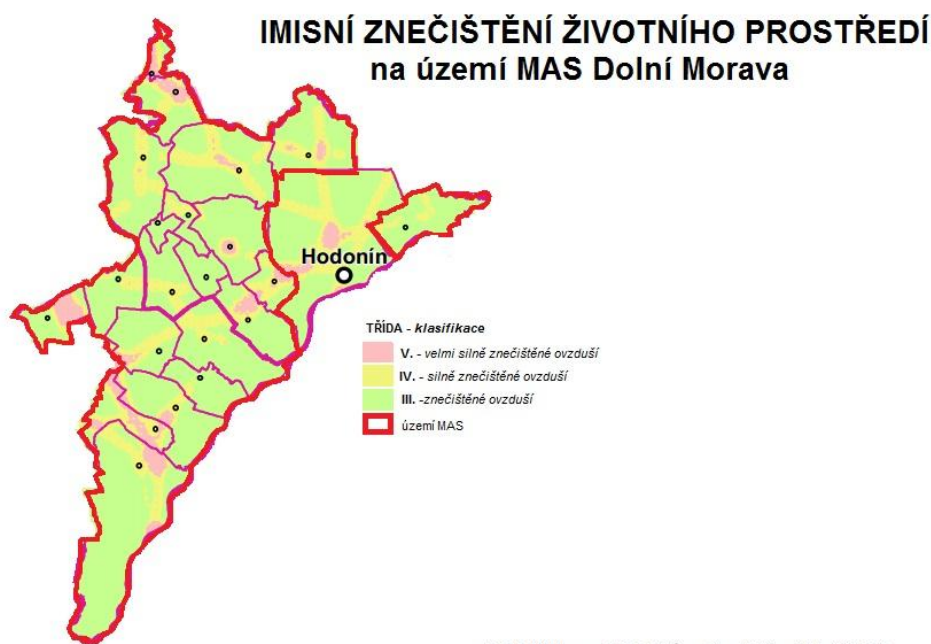 IMISNÍ ZNEČIŠTĚNÍ ŽIVOTNÍHO PROSTŘEDÍ
na území MAS Dolní Morava
Hodonín
TŘÍDA - klasifikace
V. - velmi silně znečištěné ovzduší
IV. - silně znečištěné ovzduší
III. -znečištěné ovzduší
území MAS